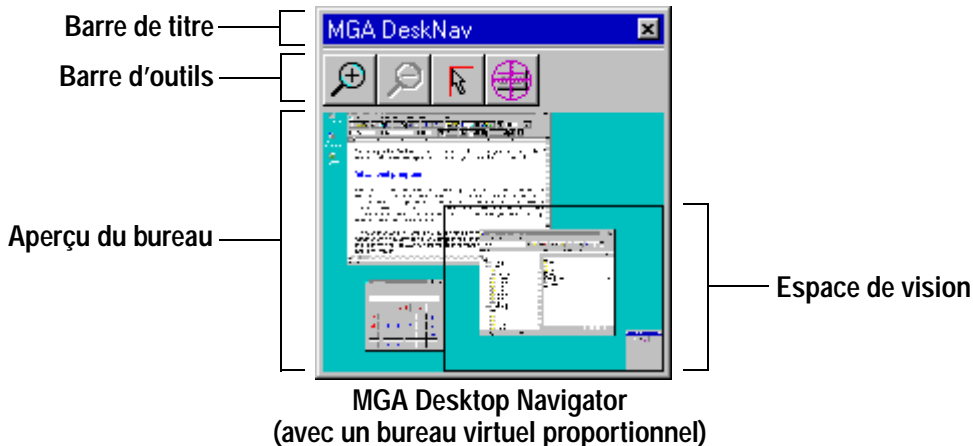 Barre de titre
MGA DeskNav
Barre d'outils
Aperçu du bureau
Espace de vision
MGA Desktop Navigator
(avec un bureau virtuel proportionnel)